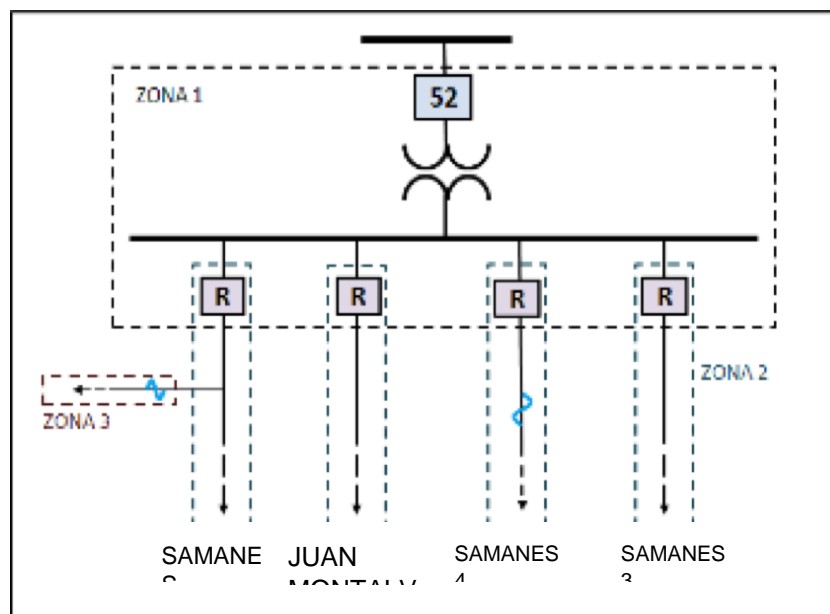 ZONA 1
52
R R R R
ZONA 2
ZONA 3
SAMANE JUAN SAMANES SAMANES